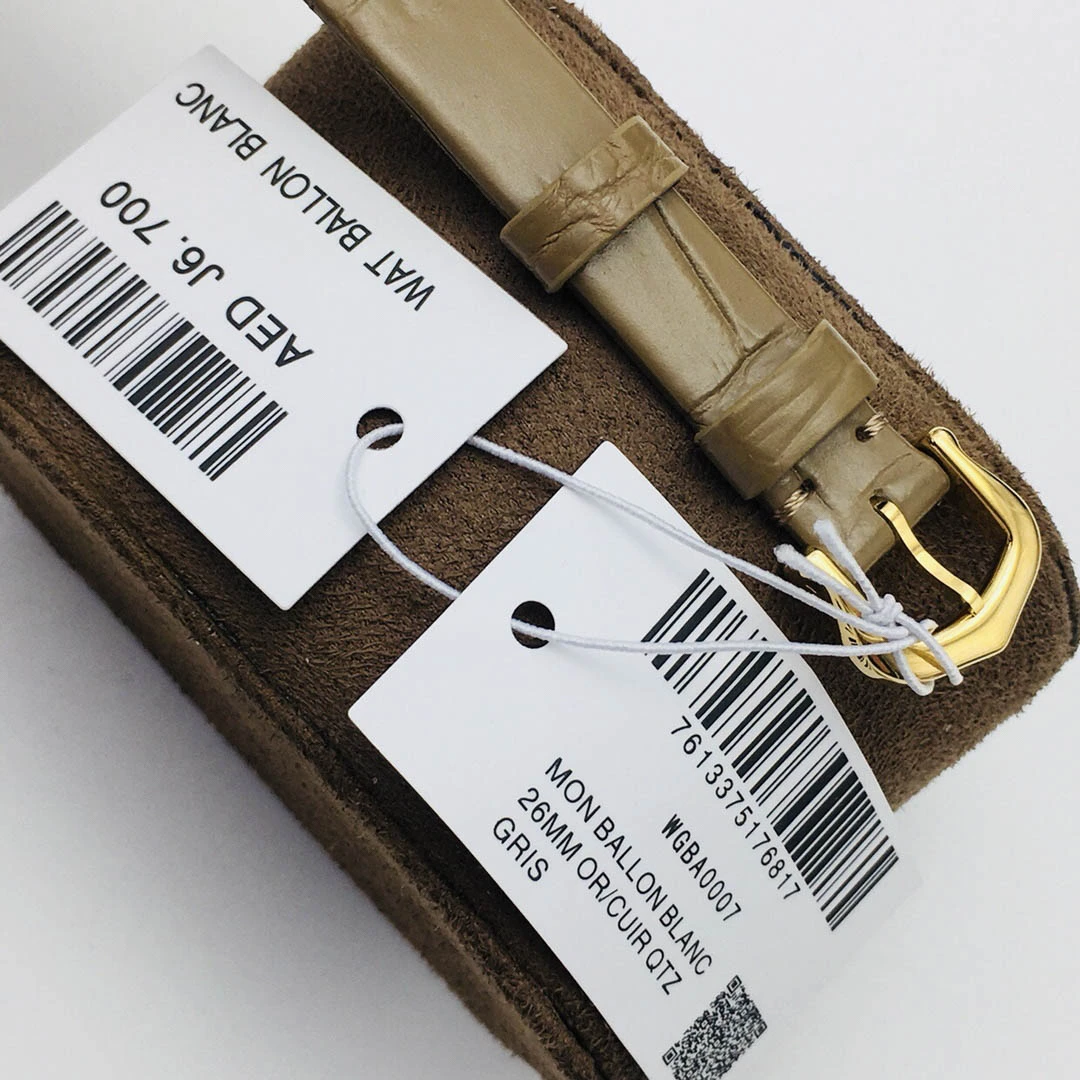 WAT BALLON BLANC
AED J6.700
7613375176817
WGBA0007
MON BALLON BLANC
26MM OR/CUIR QTZ
GRIS